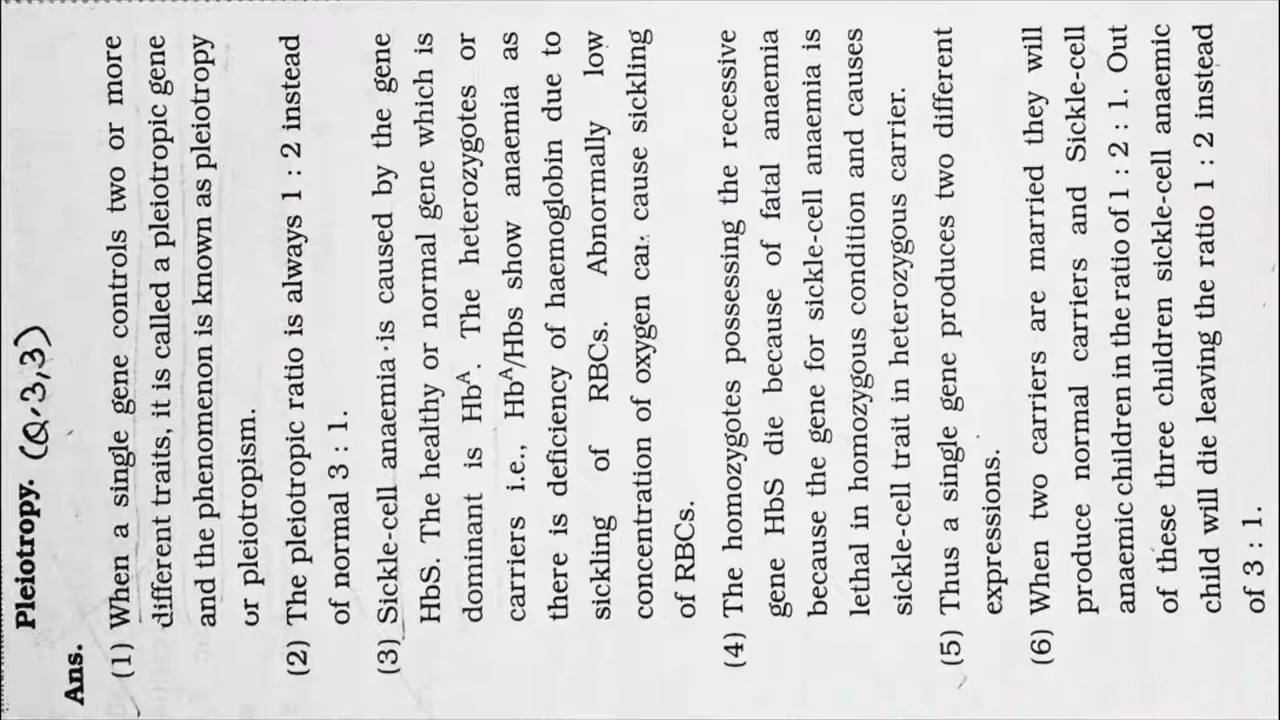 Pleiotropy. (Q.3,3)
Ans.
(1) When a single gene controls two or more
different traits, it is called a pleiotropic gene
and the phenomenon is known as pleiotropy
or pleiotropism.
(2) The pleiotropic ratio is always 1 : 2 instead
of normal 3 : 1.
(3) Sickle-cell anaemia is caused by the gene
HbS. The healthy or normal gene which is
dominant is Hbᴬ. The heterozygotes or
carriers i.e., Hbᴬ/Hbs show anaemia as
there is deficiency of haemoglobin due to
sickling of RBCs. Abnormally low
concentration of oxygen can cause sickling
of RBCs.
(4) The homozygotes possessing the recessive
gene HbS die because of fatal anaemia
because the gene for sickle-cell anaemia is
lethal in homozygous condition and causes
sickle-cell trait in heterozygous carrier.
(5) Thus a single gene produces two different
expressions.
(6) When two carriers are married they will
produce normal carriers and Sickle-cell
anaemic children in the ratio of 1 : 2 : 1. Out
of these three children sickle-cell anaemic
child will die leaving the ratio 1 : 2 instead
of 3 : 1.